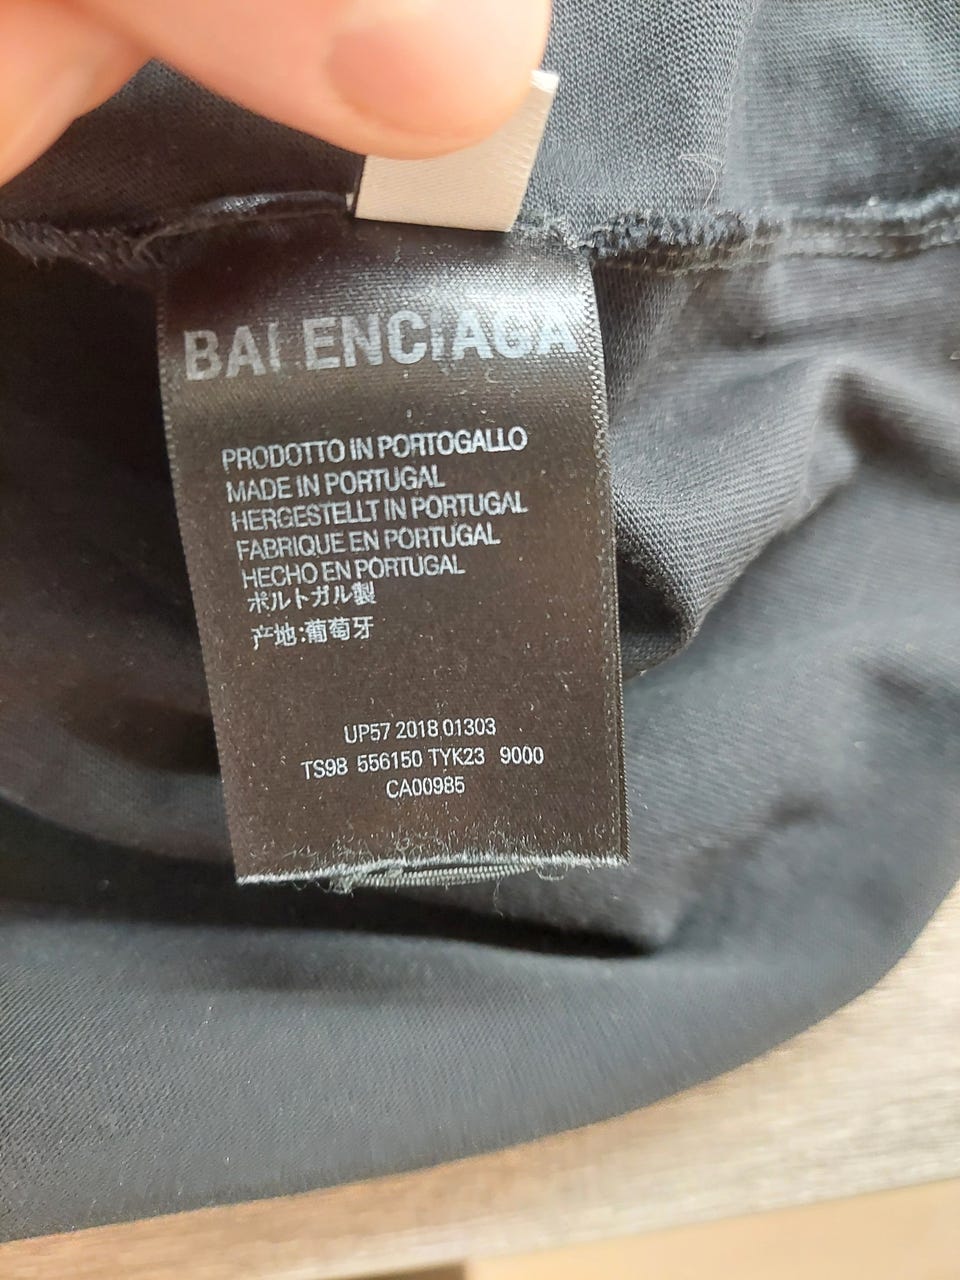 BALENCIAGA
PRODOTTO IN PORTOGALLO
MADE IN PORTUGAL
HERGESTELLT IN PORTUGAL
FABRIQUE EN PORTUGAL
HECHO EN PORTUGAL
ポルトガル製
产地:葡萄牙
UP57 2018 01303
TS98 556150 TYK23 9000
CA00985